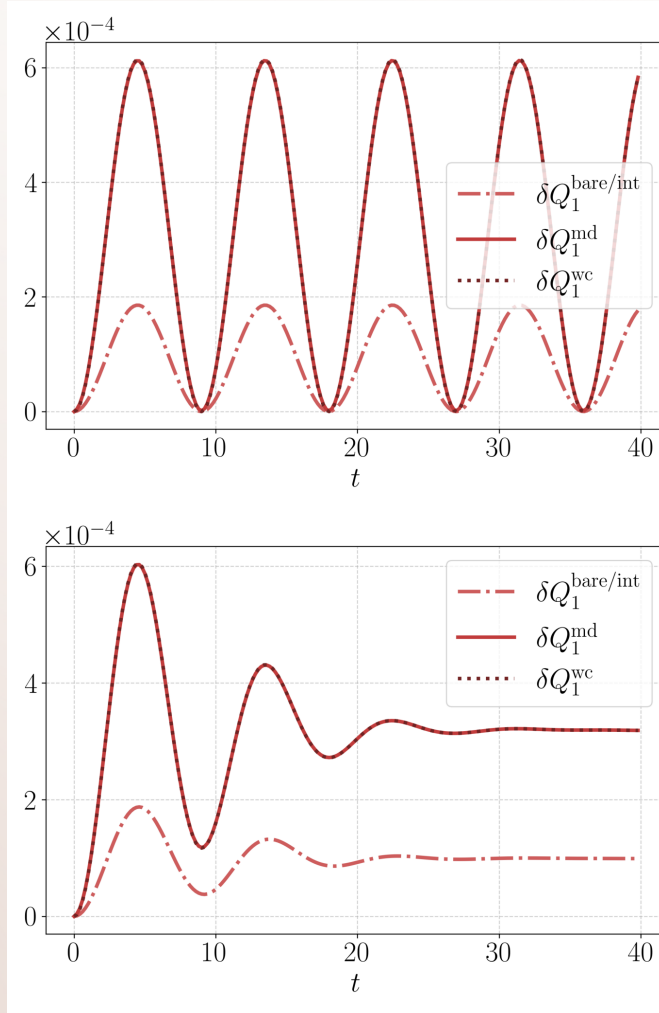 ×10⁻⁴
6
4
2
0
δQ₁^bare/int
δQ₁^md
δQ₁^wc
0 10 20 30 40
t
×10⁻⁴
6
4
2
0
δQ₁^bare/int
δQ₁^md
δQ₁^wc
0 10 20 30 40
t